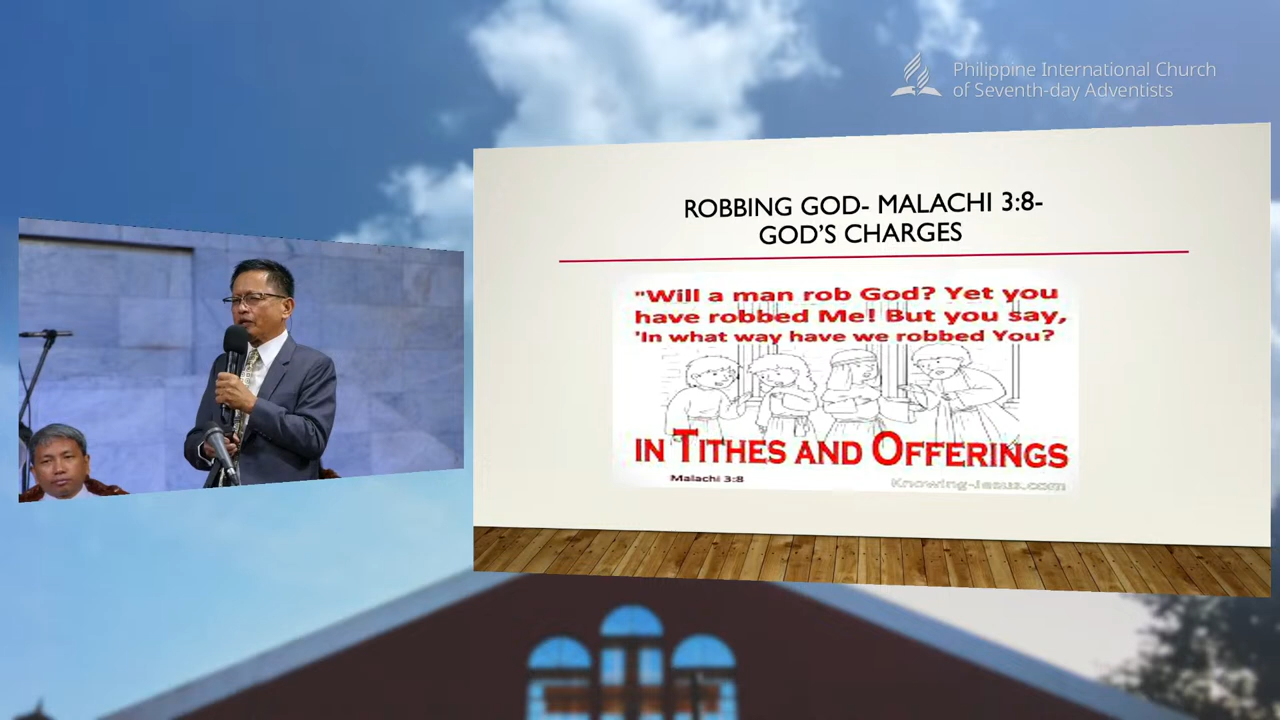 Philippine International Church
of Seventh-day Adventists
ROBBING GOD- MALACHI 3:8-
GOD'S CHARGES
"Will a man rob God? Yet you
have robbed Me! But you say,
'In what way have we robbed You?
IN TITHES AND OFFERINGS
Malachi 3:8
Knowing-Jesus.com